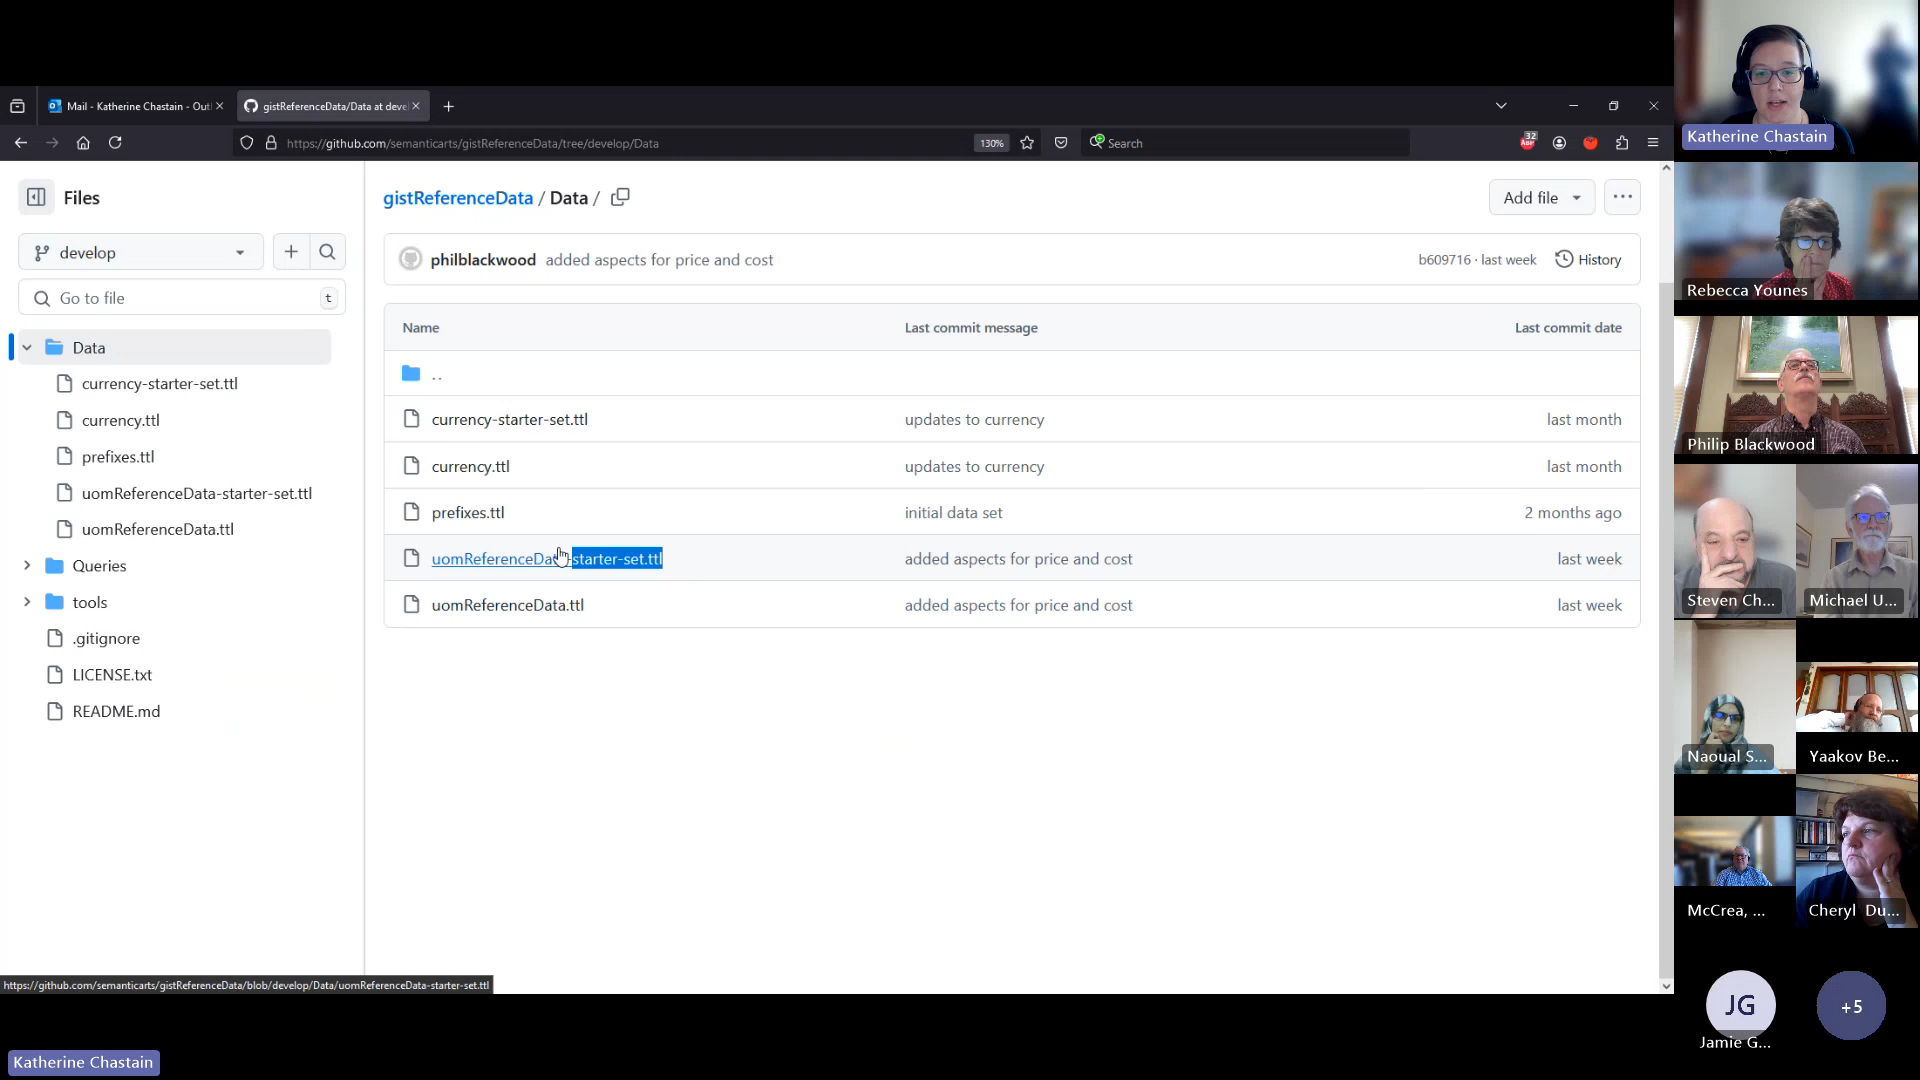 Mail - Katherine Chastain - Outl
gistReferenceData/Data at deve
https://github.com/semanticarts/gistReferenceData/tree/develop/Data
130%
Search
32
ABP
Files
develop
Go to file
t
Data
currency-starter-set.ttl
currency.ttl
prefixes.ttl
uomReferenceData-starter-set.ttl
uomReferenceData.ttl
Queries
tools
.gitignore
LICENSE.txt
README.md
gistReferenceData / Data /
Add file
philblackwood added aspects for price and cost
b609716 · last week
History
Name Last commit message Last commit date
..
currency-starter-set.ttl updates to currency last month
currency.ttl updates to currency last month
prefixes.ttl initial data set 2 months ago
uomReferenceData-starter-set.ttl added aspects for price and cost last week
uomReferenceData.ttl added aspects for price and cost last week
https://github.com/semanticarts/gistReferenceData/blob/develop/Data/uomReferenceData-starter-set.ttl
Katherine Chastain
Katherine Chastain
Rebecca Younes
Philip Blackwood
Steven Ch...
Michael U...
Naoual S...
Yaakov Be...
McCrea, ...
Cheryl Du...
JG
Jamie G...
+5